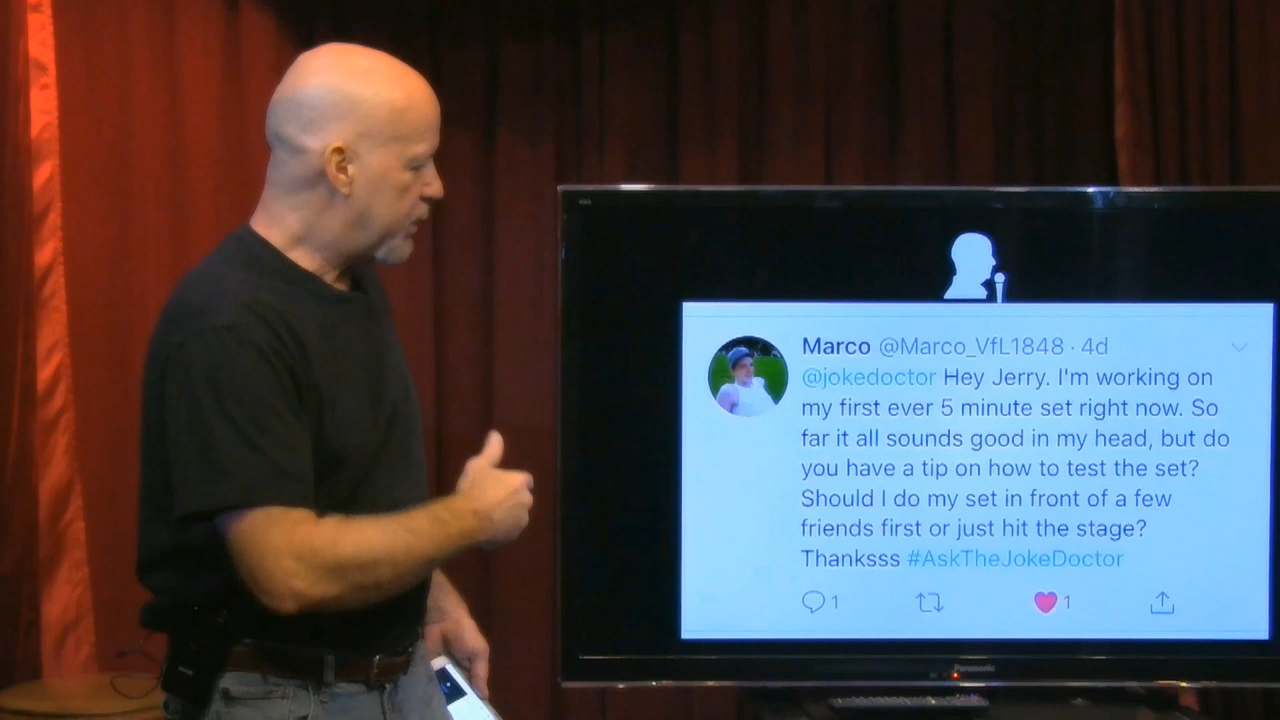 Marco @Marco_VfL1848 · 4d
@jokedoctor Hey Jerry. I'm working on
my first ever 5 minute set right now. So
far it all sounds good in my head, but do
you have a tip on how to test the set?
Should I do my set in front of a few
friends first or just hit the stage?
Thanksss #AskTheJokeDoctor
1
1
Panasonic